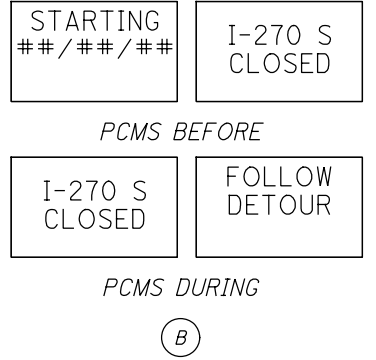 STARTING
##/##/##
I-270 S
CLOSED
PCMS BEFORE
I-270 S
CLOSED
FOLLOW
DETOUR
PCMS DURING
B